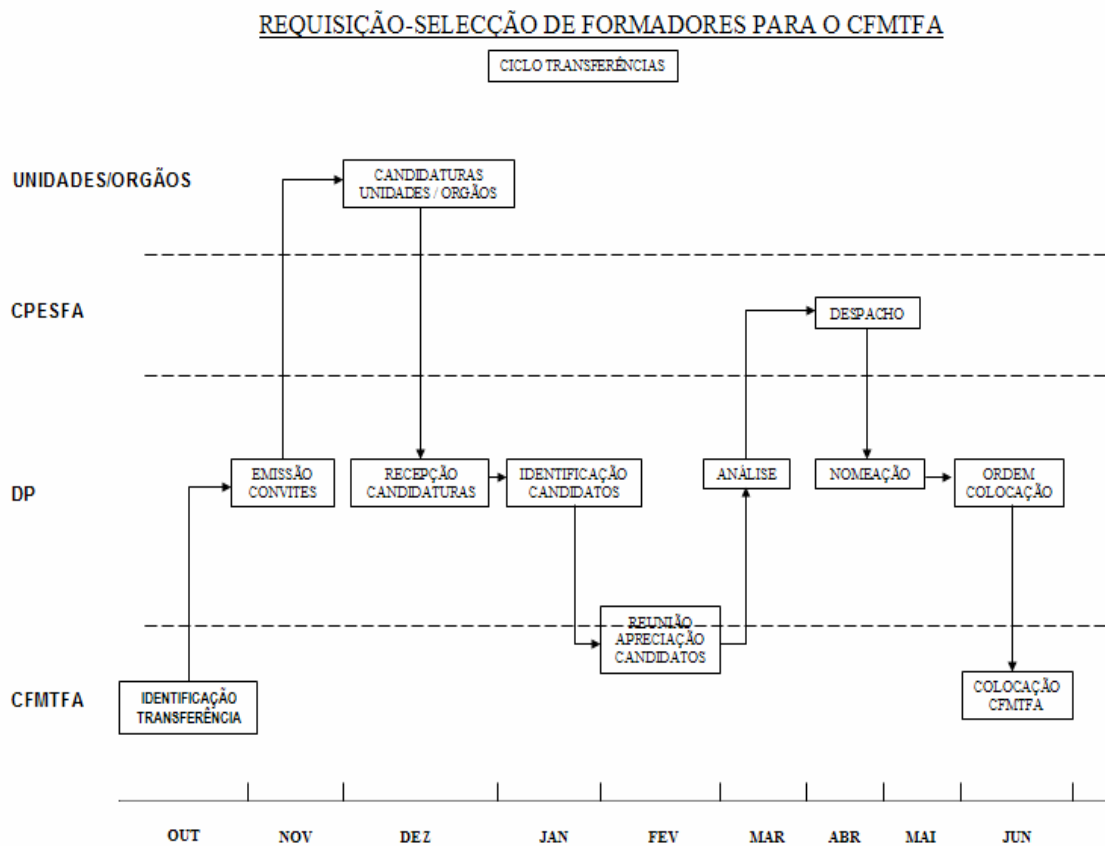 REQUISIÇÃO-SELECÇÃO DE FORMADORES PARA O CFMTFA
CICLO TRANSFERÊNCIAS
UNIDADES/ORGÃOS
CANDIDATURAS
UNIDADES / ORGÃOS
CPESFA
DESPACHO
DP
EMISSÃO
CONVITES
RECEPÇÃO
CANDIDATURAS
IDENTIFICAÇÃO
CANDIDATOS
ANÁLISE
NOMEAÇÃO
ORDEM
COLOCAÇÃO
REUNIÃO
APRECIAÇÃO
CANDIDATOS
CFMTFA
IDENTIFICAÇÃO
TRANSFERÊNCIA
COLOCAÇÃO
CFMTFA
OUT NOV DEZ JAN FEV MAR ABR MAI JUN